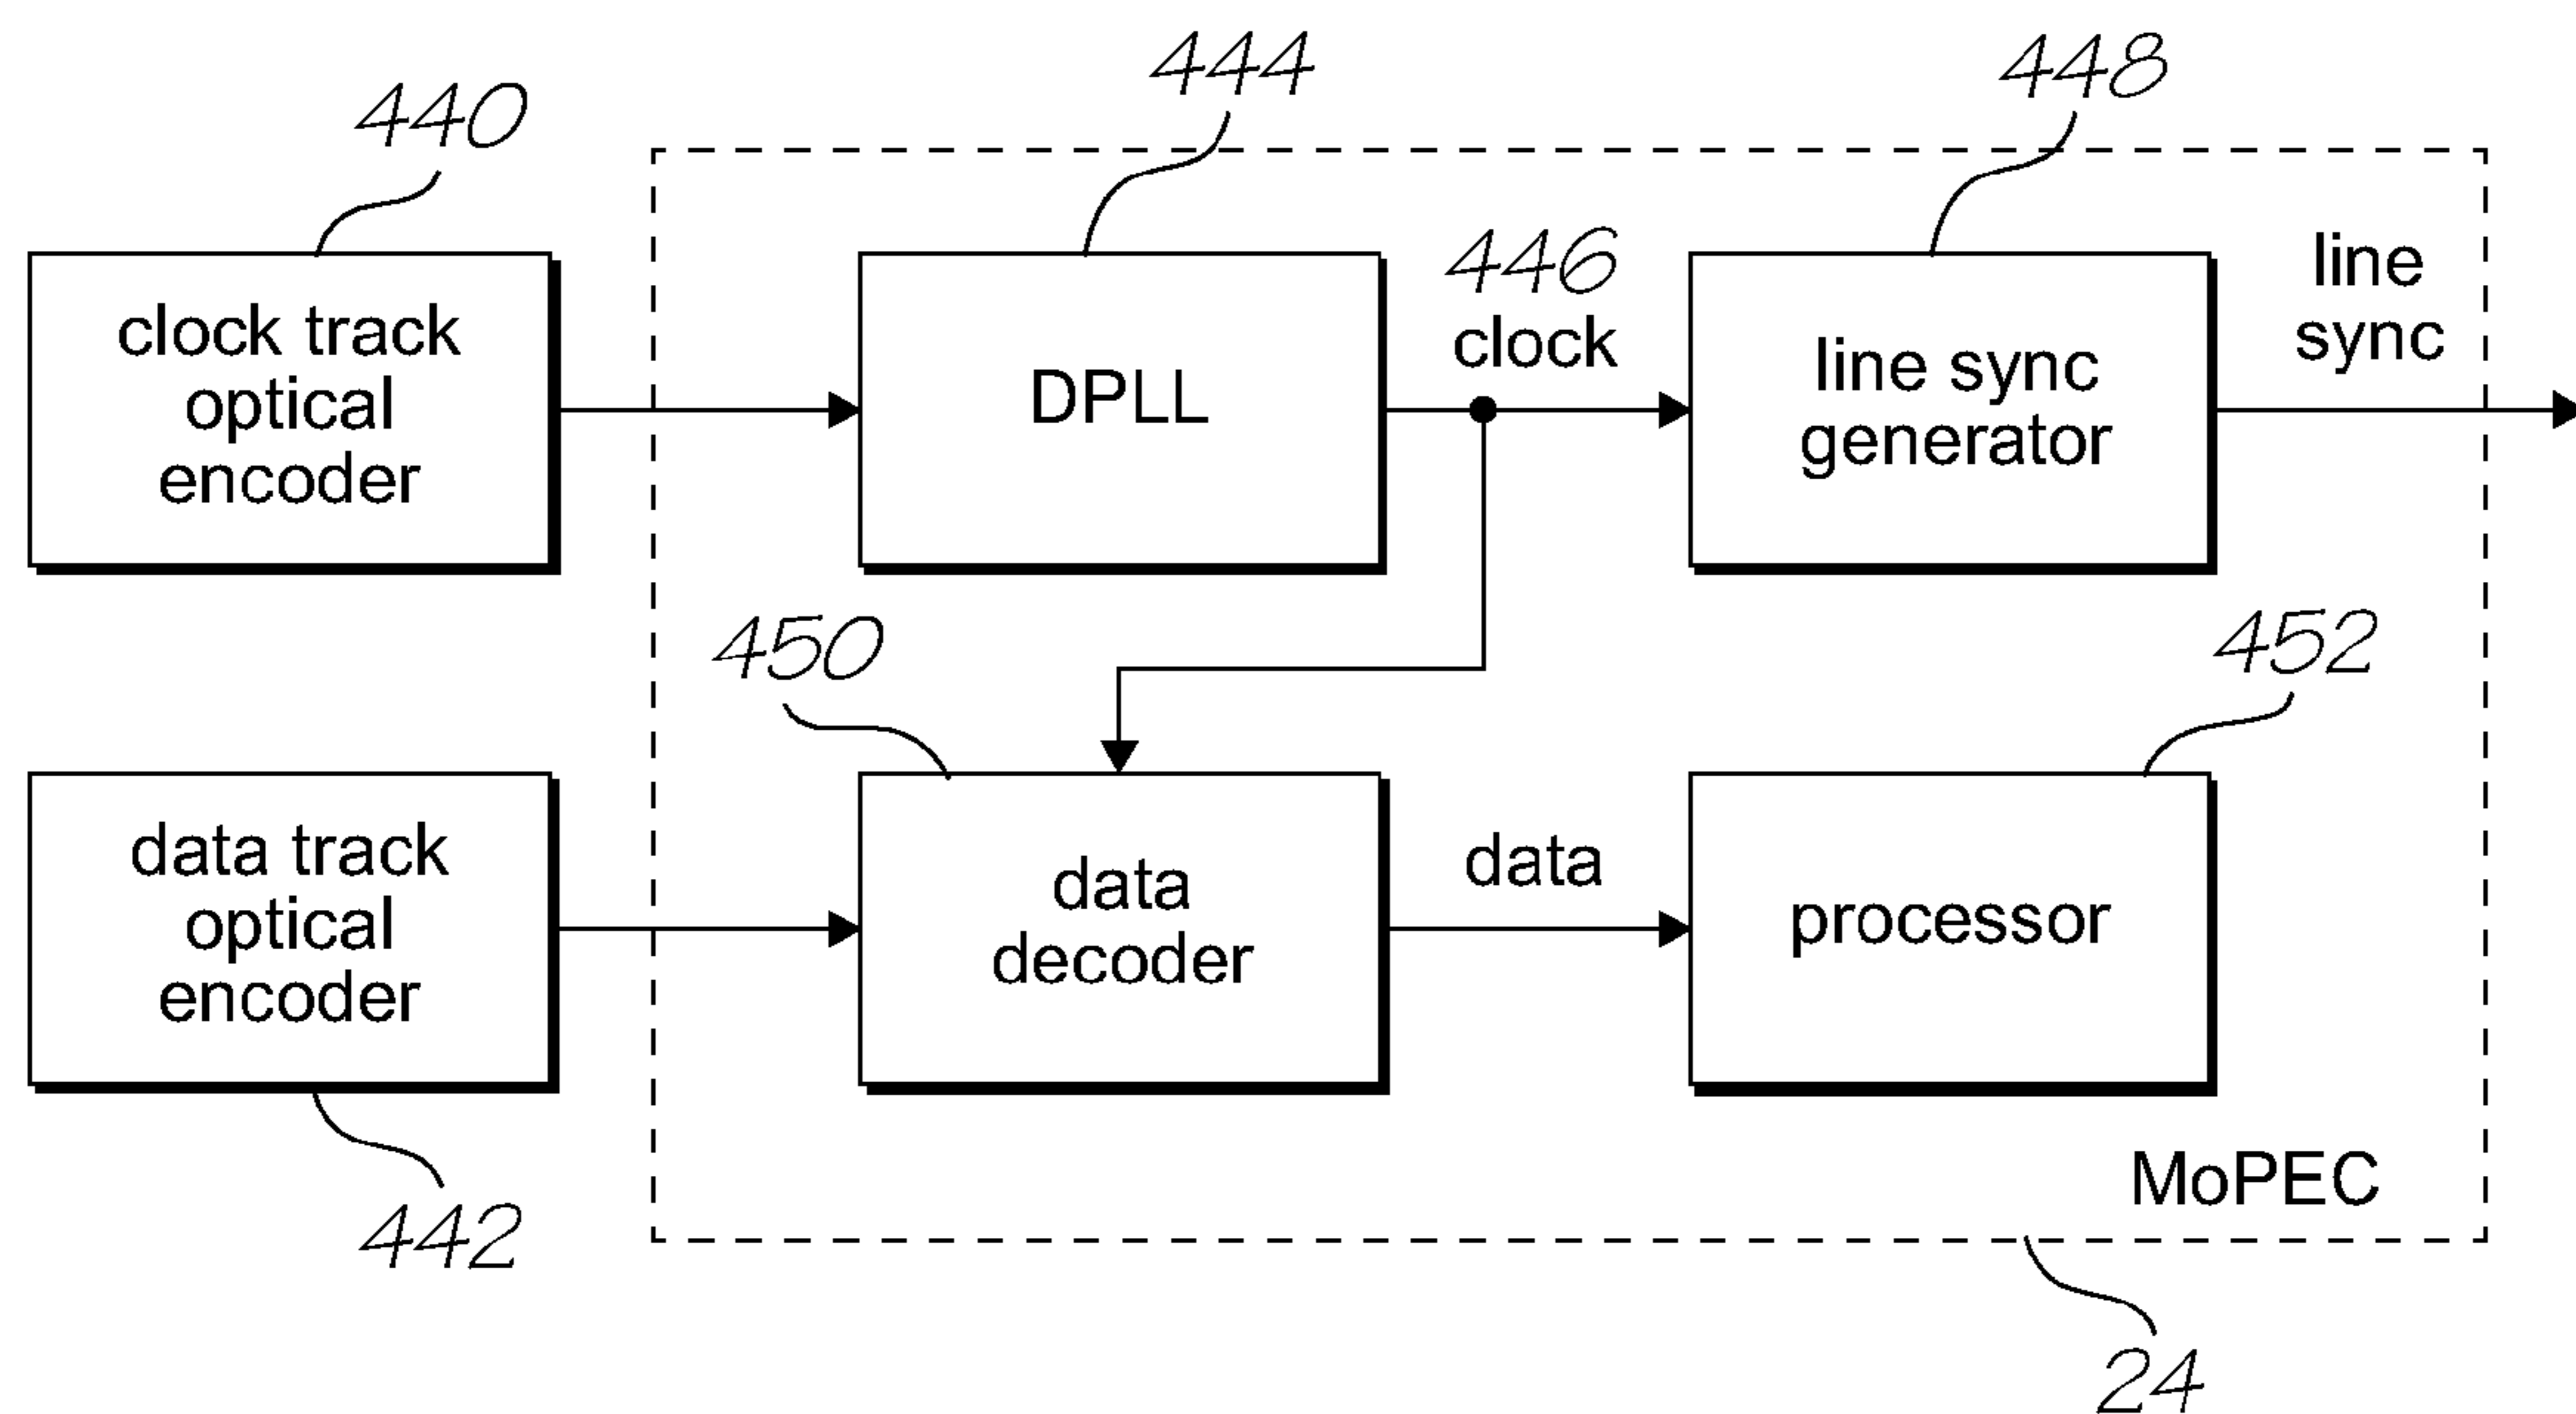 444
448
440
446
clock
line
sync
clock track
optical
encoder
DPLL
line sync
generator
450
452
data track
optical
encoder
data
decoder
data
processor
MoPEC
442
24